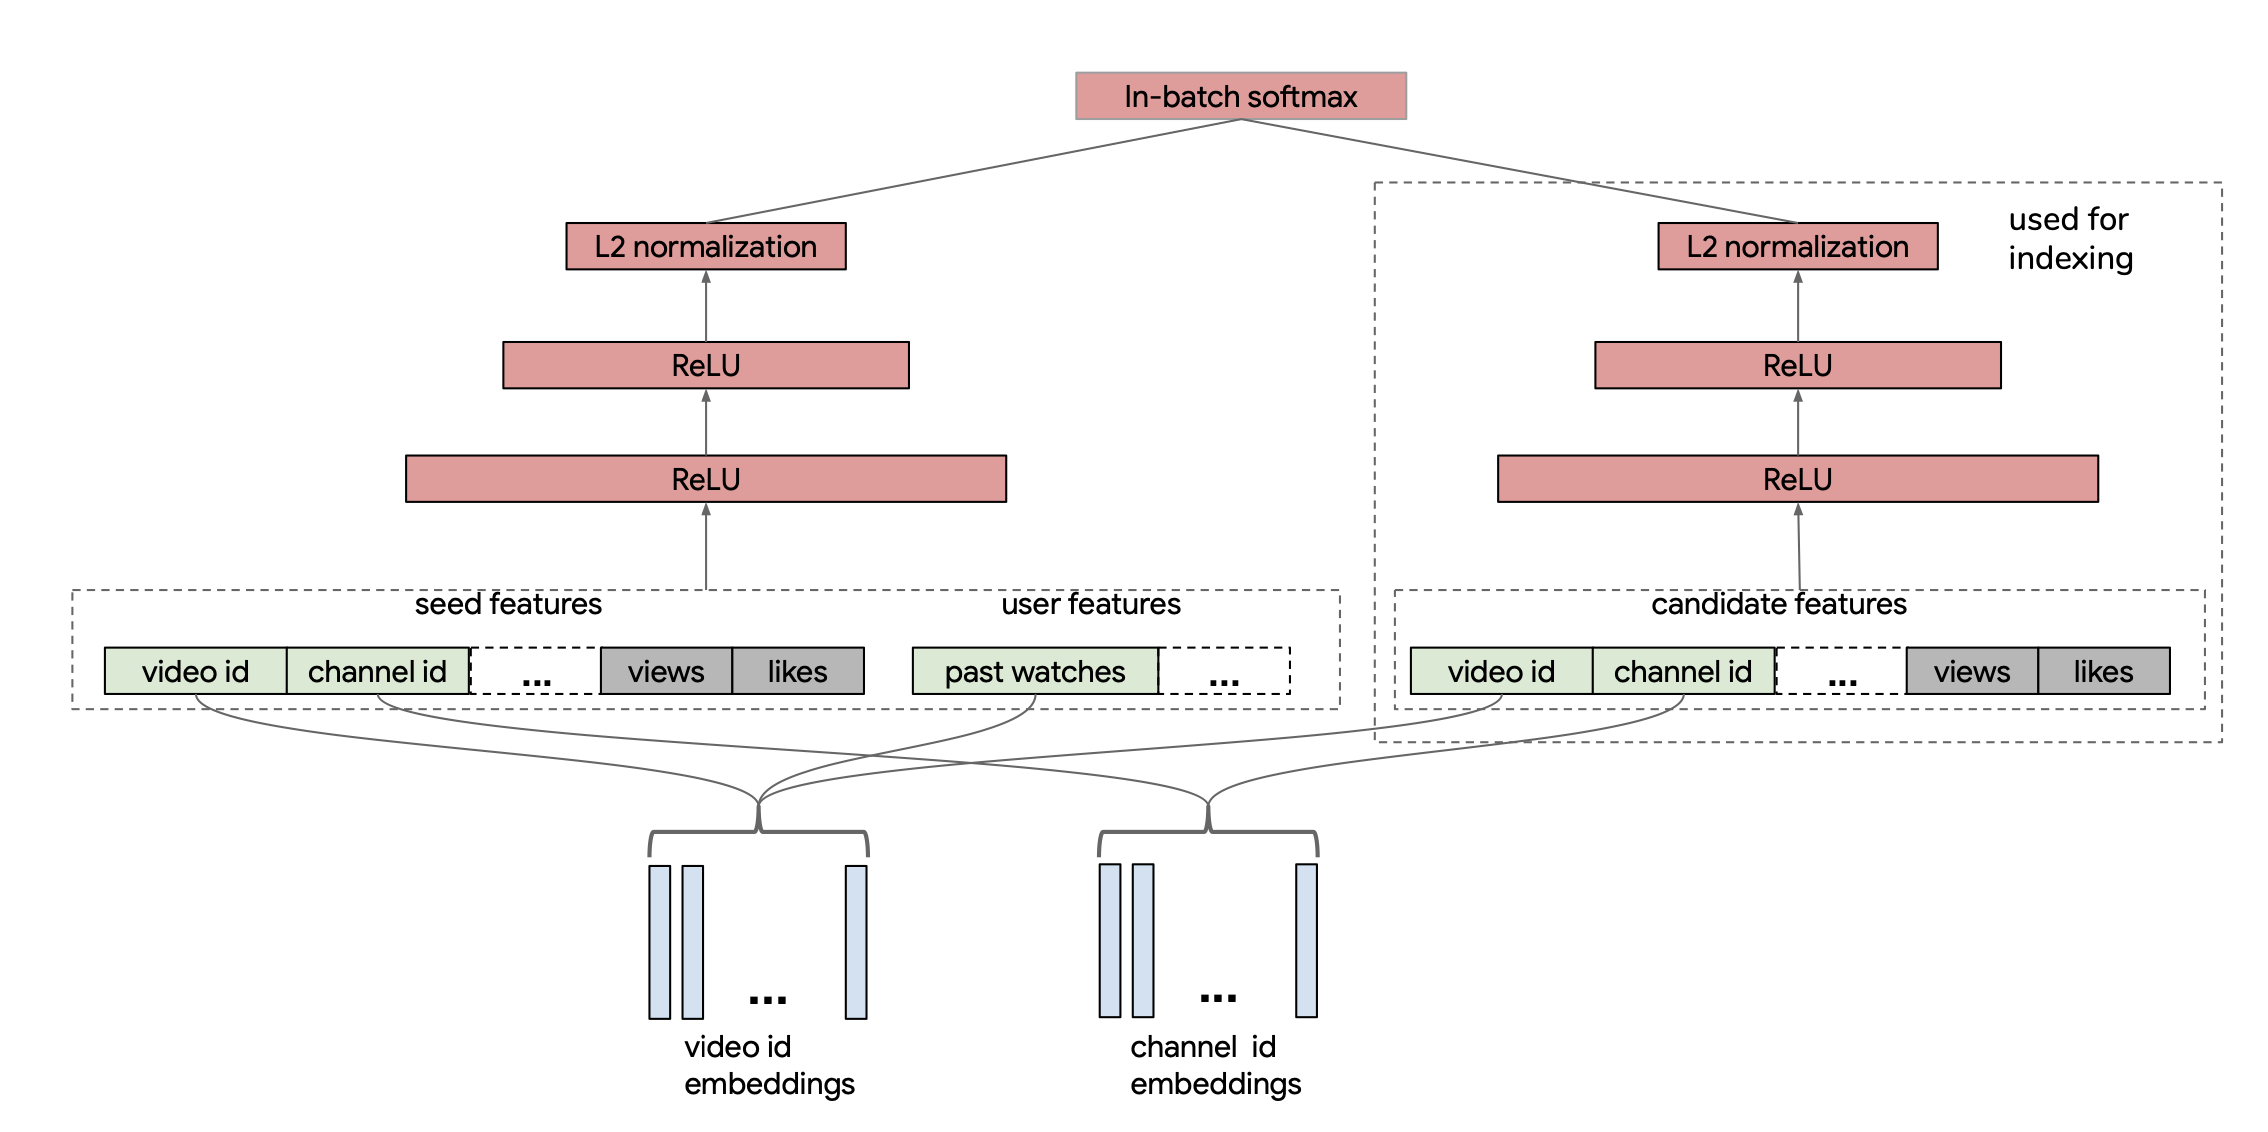 In-batch softmax
used for
indexing
L2 normalization
L2 normalization
ReLU
ReLU
ReLU
ReLU
seed features
user features
candidate features
video id
channel id
...
views
likes
past watches
...
video id
channel id
...
views
likes
...
...
video id
embeddings
channel id
embeddings